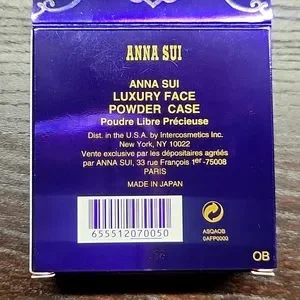 ANNA SUI
ANNA SUI
LUXURY FACE
POWDER CASE
Poudre Libre Précieuse
Dist. in the U.S.A. by Intercosmetics Inc.
New York, NY 10022
Vente exclusive par les dépositaires agréés
par ANNA SUI, 33 rue François 1er -75008
PARIS
MADE IN JAPAN
655512070050
ASQAOB
0AFP0000
OB